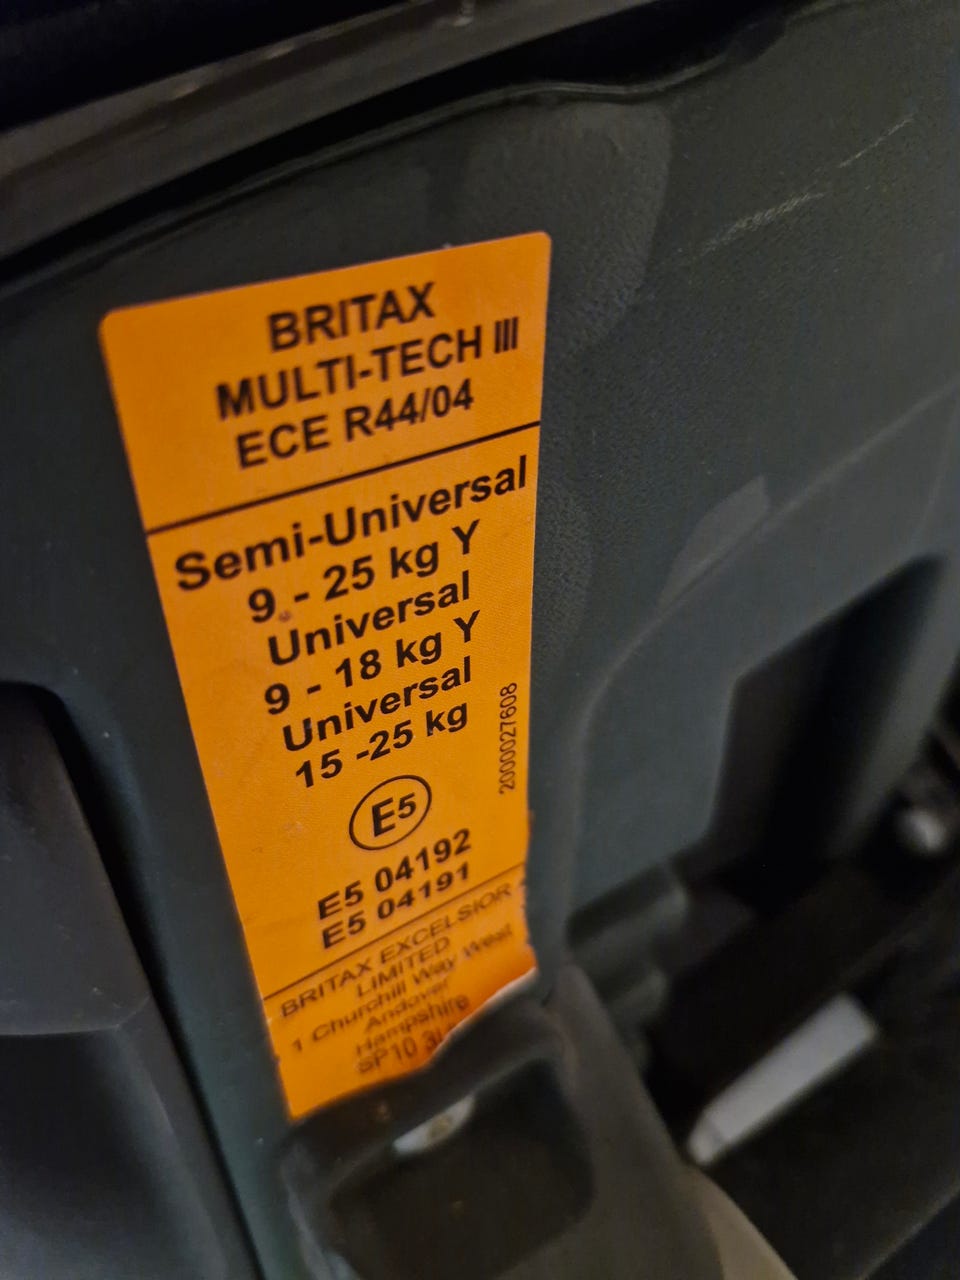 BRITAX
MULTI-TECH III
ECE R44/04
Semi-Universal
9 - 25 kg Y
Universal
9 - 18 kg Y
Universal
15 -25 kg
2000027608
E5
E5 04192
E5 04191
BRITAX EXCELSIOR
LIMITED
1 Churchill Way West
Andover
Hampshire
SP10